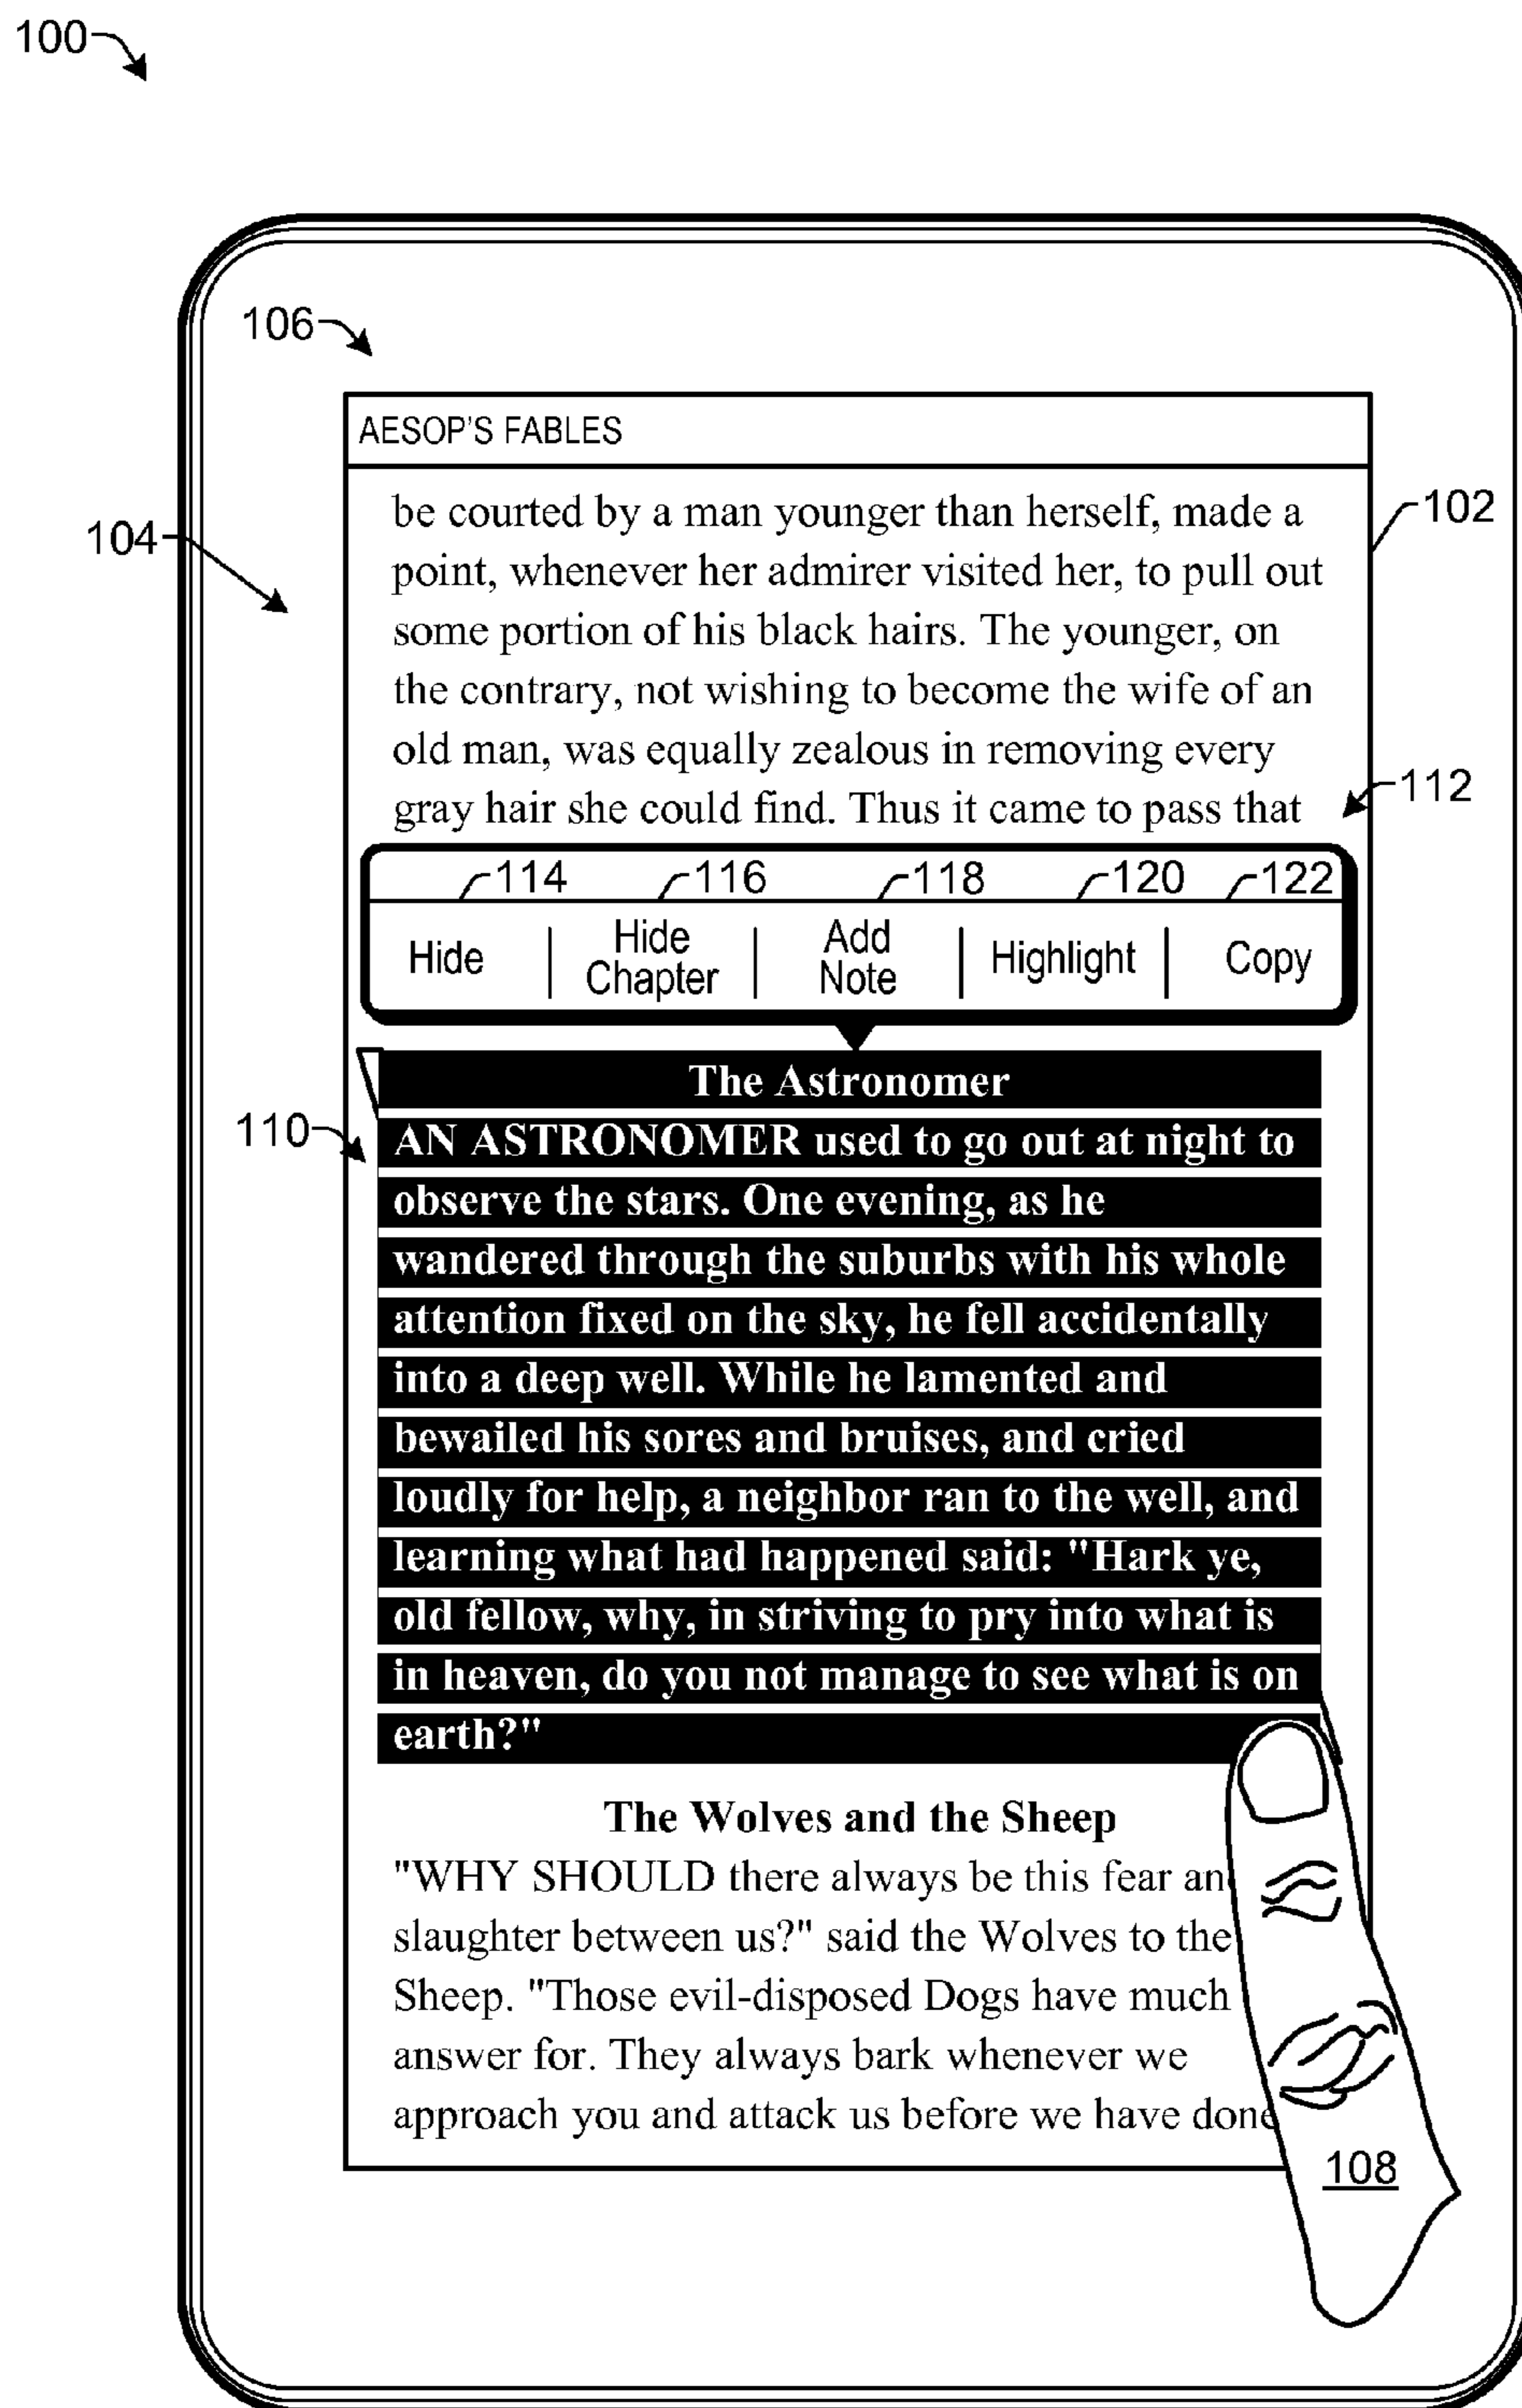 100
106
AESOP'S FABLES
104
102
be courted by a man younger than herself, made a
point, whenever her admirer visited her, to pull out
some portion of his black hairs. The younger, on
the contrary, not wishing to become the wife of an
old man, was equally zealous in removing every
gray hair she could find. Thus it came to pass that
112
114 116 118 120 122
Hide | Hide Chapter | Add Note | Highlight | Copy
The Astronomer
110
AN ASTRONOMER used to go out at night to
observe the stars. One evening, as he
wandered through the suburbs with his whole
attention fixed on the sky, he fell accidentally
into a deep well. While he lamented and
bewailed his sores and bruises, and cried
loudly for help, a neighbor ran to the well, and
learning what had happened said: "Hark ye,
old fellow, why, in striving to pry into what is
in heaven, do you not manage to see what is on
earth?"
The Wolves and the Sheep
"WHY SHOULD there always be this fear
slaughter between us?" said the Wolves to the
Sheep. "Those evil-disposed Dogs have much
answer for. They always bark whenever we
approach you and attack us before we have done
108